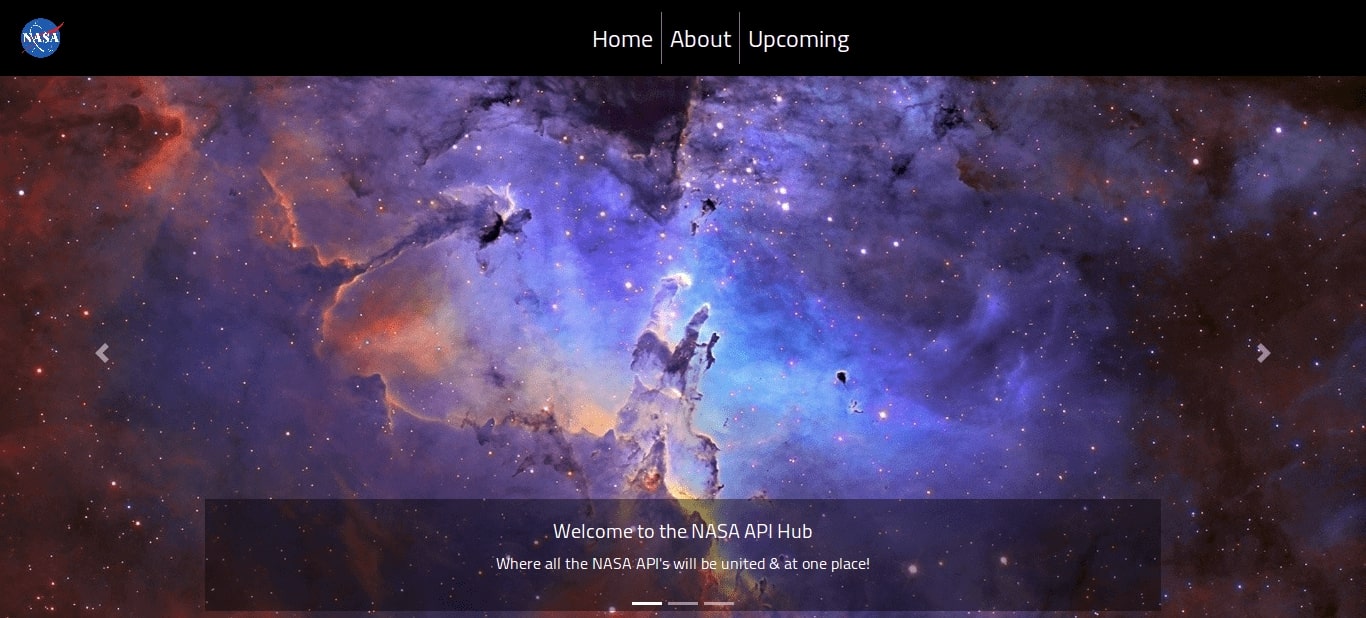 NASA
Home
About
Upcoming
Welcome to the NASA API Hub
Where all the NASA API's will be united & at one place!